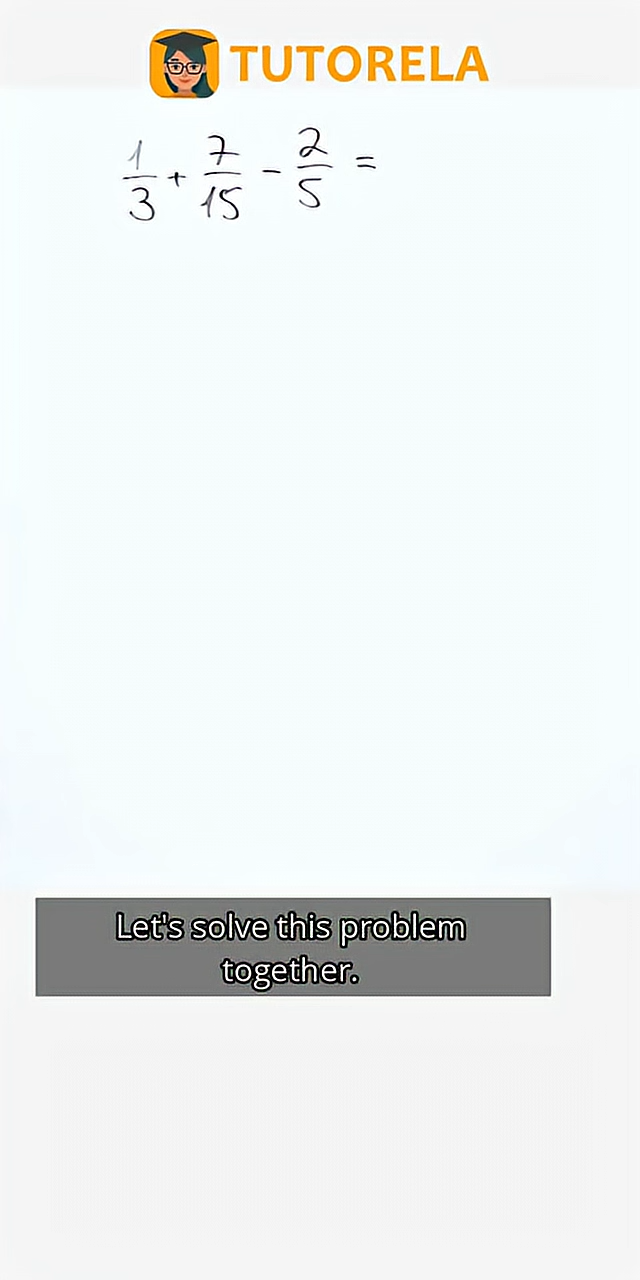 TUTORELA
1/3 + 7/15 - 2/5 =
Let's solve this problem
together.